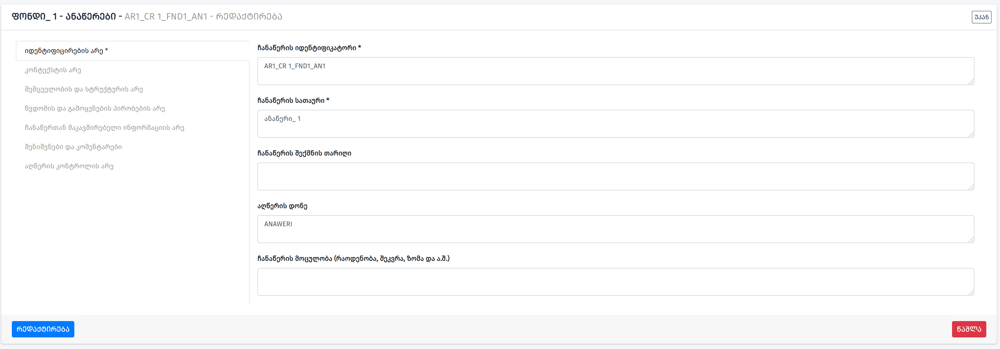 ფონდი_ 1 - ანაწერები - AR1_CR 1_FND1_AN1 - რედაქტირება
უკან
იდენტიფიცირების არე *
კონტექსტის არე
შემცველობის და სტრუქტურის არე
წვდომის და გამოყენების პირობების არე
ჩანაწერთან მაკავშირებელი ინფორმაციის არე
შენიშვნები და კომენტარები
აღწერის კონტროლის არე
ჩანაწერის იდენტიფიკატორი *
AR1_CR 1_FND1_AN1
ჩანაწერის სათაური *
ანაწერი_ 1
ჩანაწერის შექმნის თარიღი
აღწერის დონე
ANAWERI
ჩანაწერის მოცულობა (რაოდენობა, შეკვრა, ზომა და ა.შ.)
რედაქტირება
წაშლა